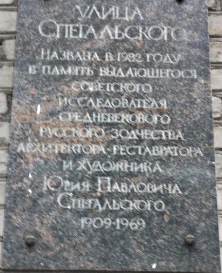 УЛИЦА
СПЕГАЛЬСКОГО
НАЗВАНА В 1982 ГОДУ
В ПАМЯТЬ ВЫДАЮЩЕГОСЯ
СОВЕТСКОГО
ИССЛЕДОВАТЕЛЯ
СРЕДНЕВЕКОВОГО
РУССКОГО ЗОДЧЕСТВА
АРХИТЕКТОРА-РЕСТАВРАТОРА
И ХУДОЖНИКА
ЮРИЯ ПАВЛОВИЧА
СПЕГАЛЬСКОГО
1909-1969